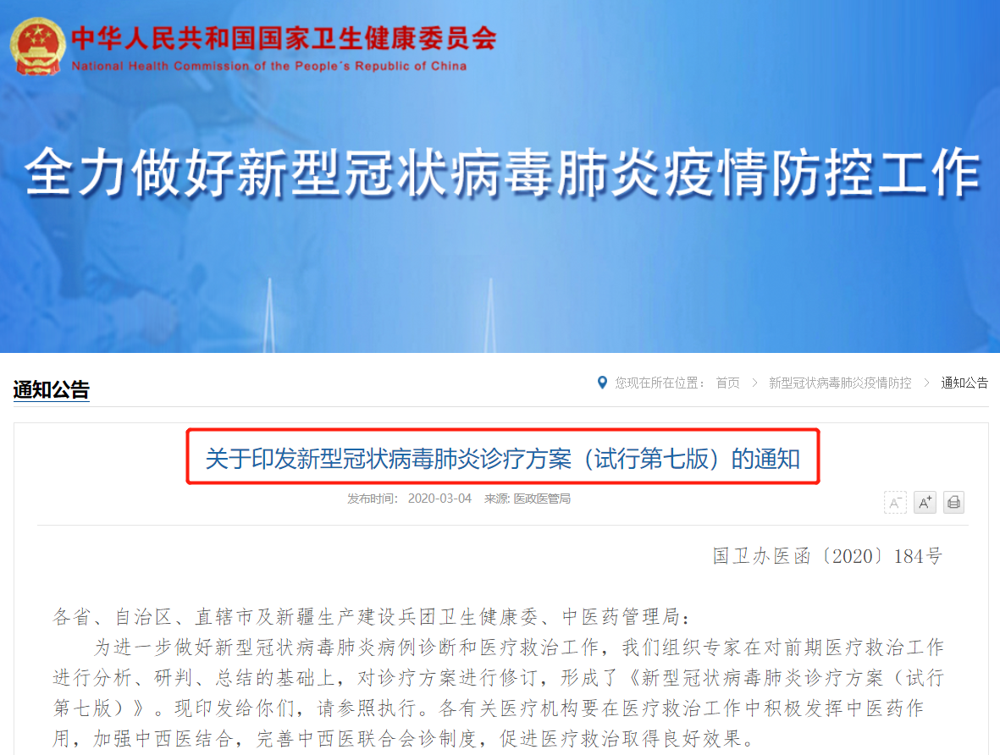 中华人民共和国国家卫生健康委员会
National Health Commission of the People´s Republic of China
全力做好新型冠状病毒肺炎疫情防控工作
通知公告
您现在所在位置： 首页 > 新型冠状病毒肺炎疫情防控 > 通知公告
关于印发新型冠状病毒肺炎诊疗方案（试行第七版）的通知
发布时间： 2020-03-04 来源: 医政医管局
A- A+
国卫办医函〔2020〕184号
各省、自治区、直辖市及新疆生产建设兵团卫生健康委、中医药管理局：
为进一步做好新型冠状病毒肺炎病例诊断和医疗救治工作，我们组织专家在对前期医疗救治工作
进行分析、研判、总结的基础上，对诊疗方案进行修订，形成了《新型冠状病毒肺炎诊疗方案（试行
第七版）》。现印发给你们，请参照执行。各有关医疗机构要在医疗救治工作中积极发挥中医药作
用，加强中西医结合，完善中西医联合会诊制度，促进医疗救治取得良好效果。